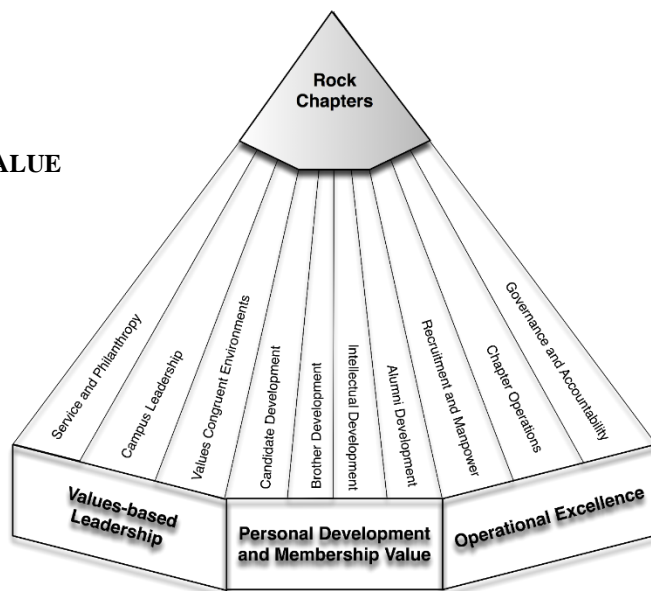 Rock
Chapters
ALUE
Service and Philanthropy
Campus Leadership
Values Congruent Environments
Candidate Development
Brother Development
Intellectual Development
Alumni Development
Recruitment and Manpower
Chapter Operations
Governance and Accountability
Values-based
Leadership
Personal Development
and Membership Value
Operational Excellence